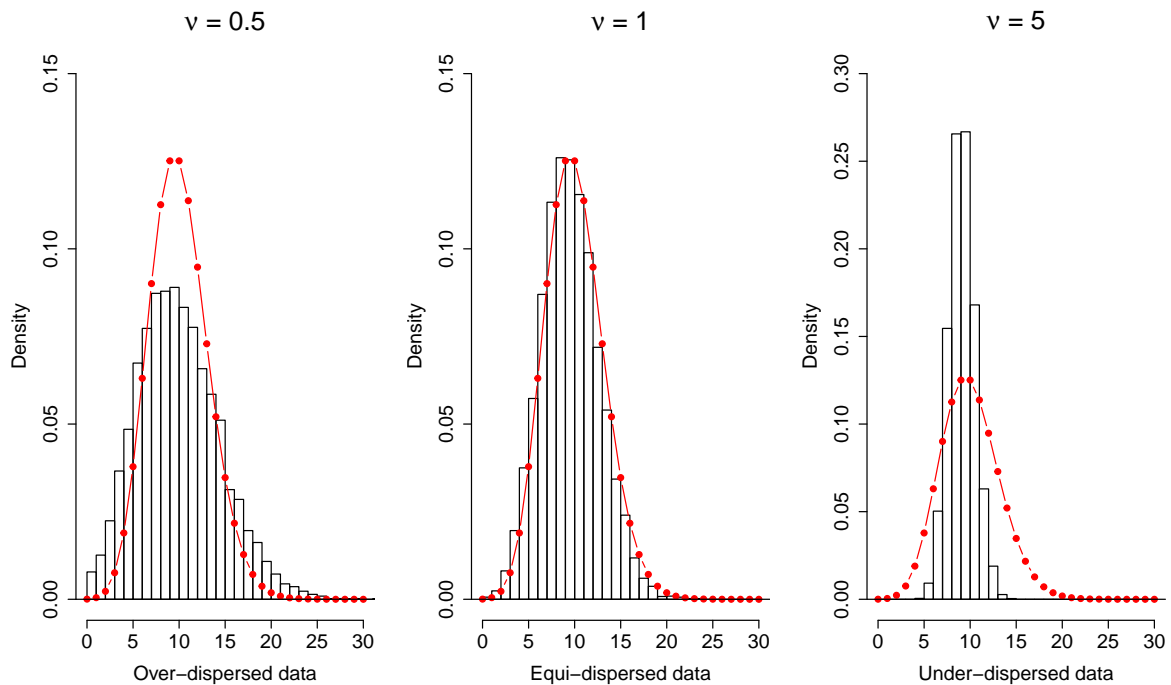 ν = 0.5
0.15
0.10
0.05
0.00
Density
0 5 10 15 20 25 30
Over−dispersed data
ν = 1
0.15
0.10
0.05
0.00
Density
0 5 10 15 20 25 30
Equi−dispersed data
ν = 5
0.30
0.25
0.20
0.15
0.10
0.05
0.00
Density
0 5 10 15 20 25 30
Under−dispersed data